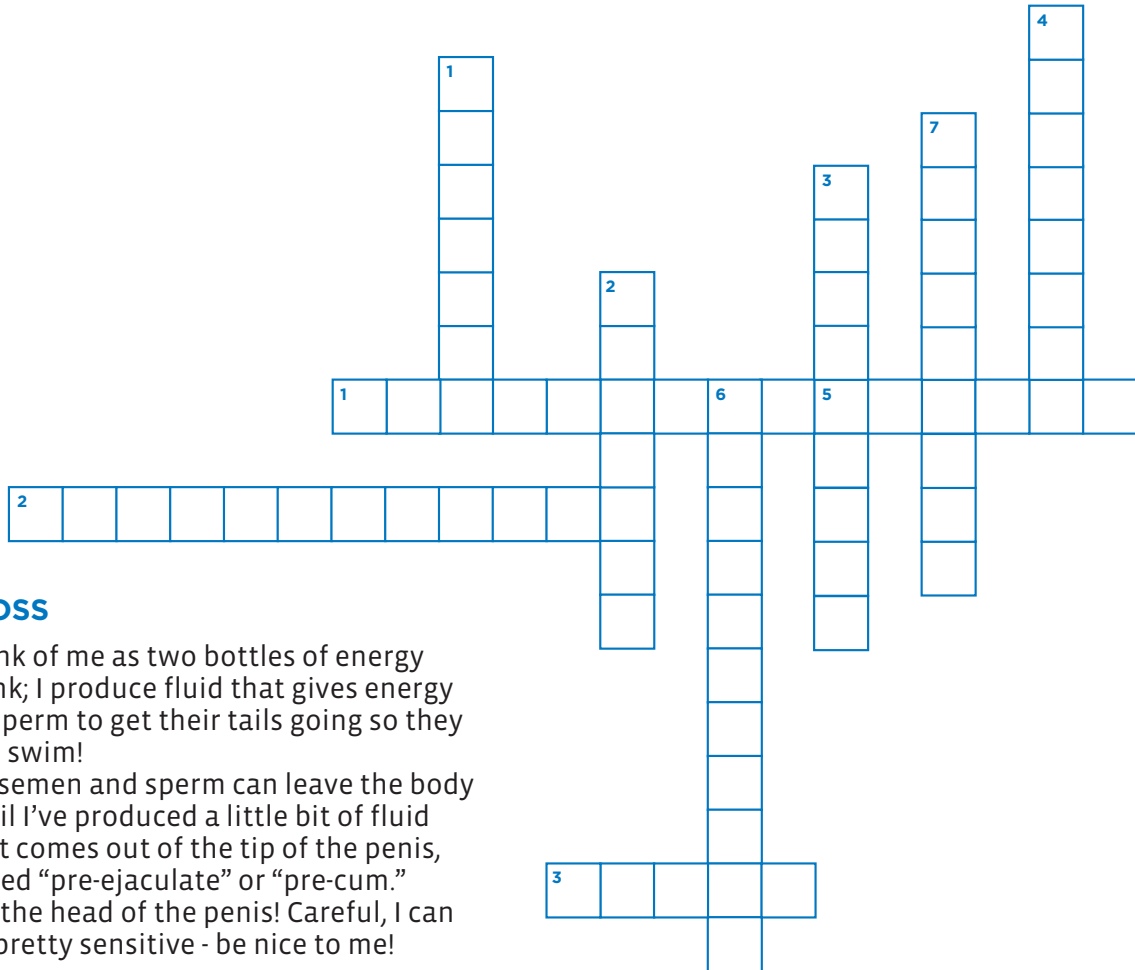 4
1
7
3
2
1
6
5
2
OSS
nk of me as two bottles of energy
nk; I produce fluid that gives energy
perm to get their tails going so they
swim!
semen and sperm can leave the body
il I’ve produced a little bit of fluid
t comes out of the tip of the penis,
ed “pre-ejaculate” or “pre-cum.”
the head of the penis! Careful, I can
pretty sensitive - be nice to me!
3